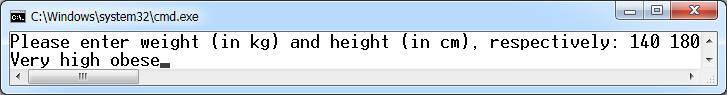 C:\Windows\system32\cmd.exe
Please enter weight (in kg) and height (in cm), respectively: 140 180
Very high obese